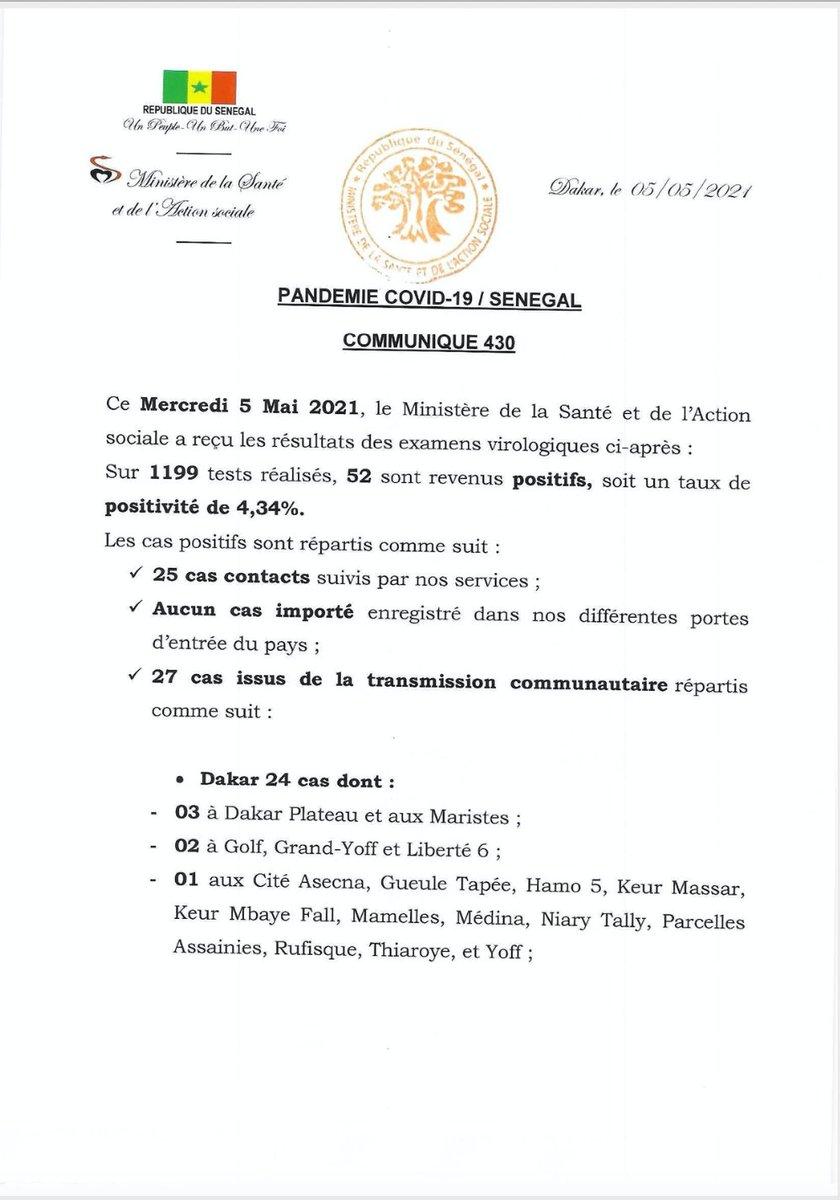 REPUBLIQUE DU SENEGAL
Un Peuple-Un But-Une Foi
Ministère de la Santé
et de l'Action sociale
République du Sénégal
MINISTERE DE LA SANTE ET DE L'ACTION SOCIALE
Dakar, le 05/05/2021
PANDEMIE COVID-19 / SENEGAL
COMMUNIQUE 430
Ce Mercredi 5 Mai 2021, le Ministère de la Santé et de l'Action
sociale a reçu les résultats des examens virologiques ci-après :
Sur 1199 tests réalisés, 52 sont revenus positifs, soit un taux de
positivité de 4,34%.
Les cas positifs sont répartis comme suit :
✓ 25 cas contacts suivis par nos services ;
✓ Aucun cas importé enregistré dans nos différentes portes
d'entrée du pays ;
✓ 27 cas issus de la transmission communautaire répartis
comme suit :
• Dakar 24 cas dont :
- 03 à Dakar Plateau et aux Maristes ;
- 02 à Golf, Grand-Yoff et Liberté 6 ;
- 01 aux Cité Asecna, Gueule Tapée, Hamo 5, Keur Massar,
Keur Mbaye Fall, Mamelles, Médina, Niary Tally, Parcelles
Assainies, Rufisque, Thiaroye, et Yoff ;